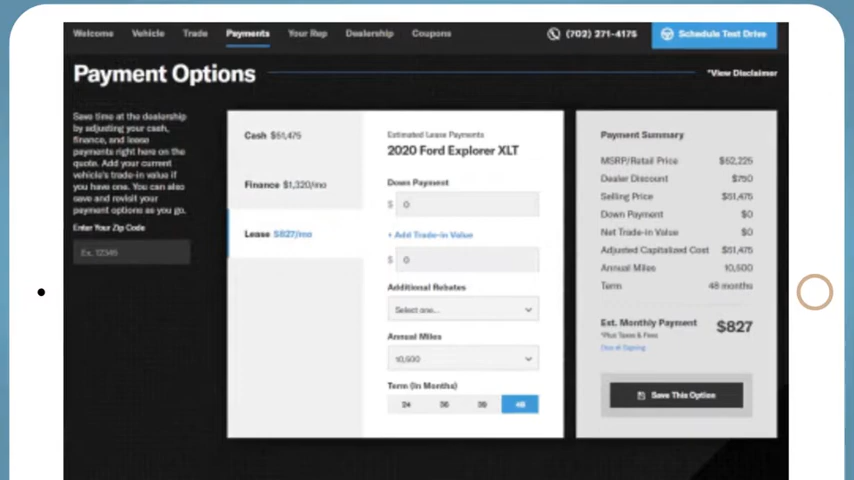 Welcome Vehicle Trade Payments Your Rep Dealership Coupons (702) 271-4175 Schedule Test Drive
Payment Options
*View Disclaimer
Save time at the dealership
by adjusting your cash,
finance, and lease
payments right here on the
quote. Add your current
vehicle's trade-in value if
you have one. You can also
save and revisit your
payment options as you go.
Enter Your Zip Code
Ex. 12345
Cash $51,475
Finance $1,320/mo
Lease $827/mo
Estimated Lease Payments
2020 Ford Explorer XLT
Down Payment
$ 0
+ Add Trade-in Value
$ 0
Additional Rebates
Select one...
Annual Miles
10,500
Term (In Months)
24 36 39 48
Payment Summary
MSRP/Retail Price $52,225
Dealer Discount $750
Selling Price $51,475
Down Payment $0
Net Trade-in Value $0
Adjusted Capitalized Cost $51,475
Annual Miles 10,500
Term 48 months
Est. Monthly Payment $827
*Plus Taxes & Fees
Due at Signing
Save This Option